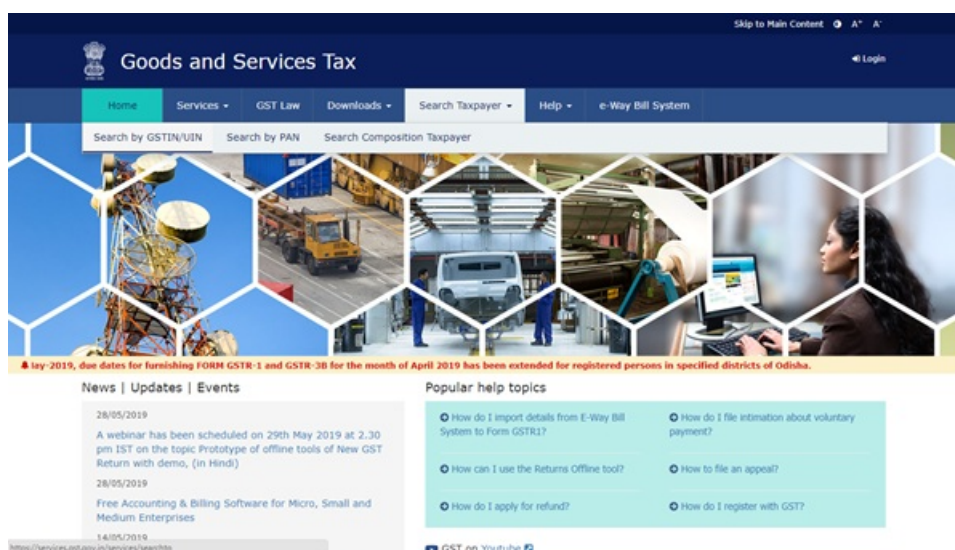 Skip to Main Content A+ A-
Goods and Services Tax
Login
Home Services GST Law Downloads Search Taxpayer Help e-Way Bill System
Search by GSTIN/UIN Search by PAN Search Composition Taxpayer
lay-2019, due dates for furnishing FORM GSTR-1 and GSTR-3B for the month of April 2019 has been extended for registered persons in specified districts of Odisha.
News | Updates | Events
28/05/2019
A webinar has been scheduled on 29th May 2019 at 2.30
pm IST on the topic Prototype of offline tools of New GST
Return with demo, (in Hindi)
28/05/2019
Free Accounting & Billing Software for Micro, Small and
Medium Enterprises
14/05/2019
https://services.gst.gov.in/services/searchtp
Popular help topics
How do I import details from E-Way Bill
System to Form GSTR1?
How do I file intimation about voluntary
payment?
How can I use the Returns Offline tool?
How to file an appeal?
How do I apply for refund?
How do I register with GST?
GST on Youtube